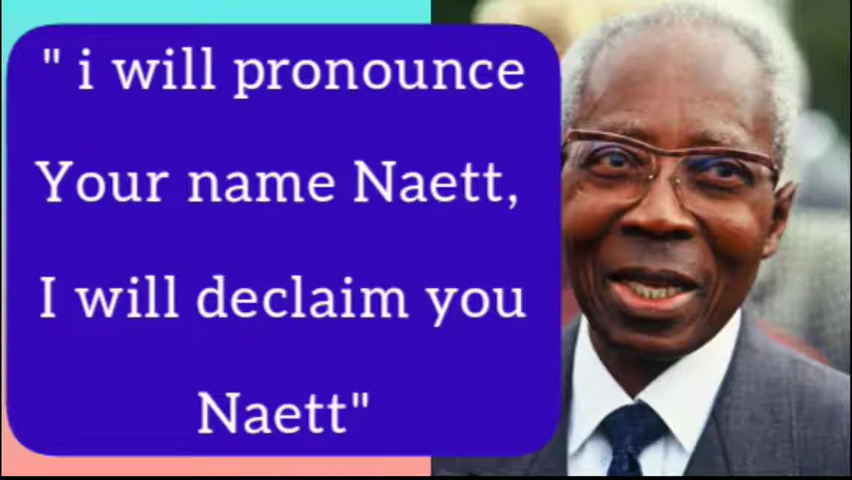 " i will pronounce
Your name Naett,
I will declaim you
Naett"